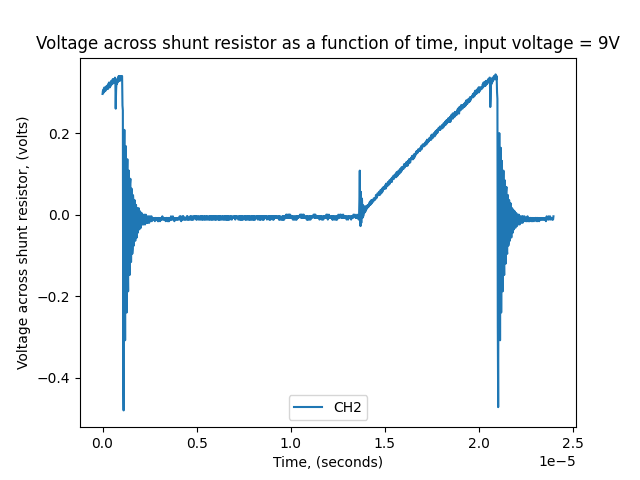 Voltage across shunt resistor as a function of time, input voltage = 9V
Voltage across shunt resistor, (volts)
0.2
0.0
−0.2
−0.4
CH2
0.0
0.5
1.0
1.5
2.0
2.5
1e−5
Time, (seconds)